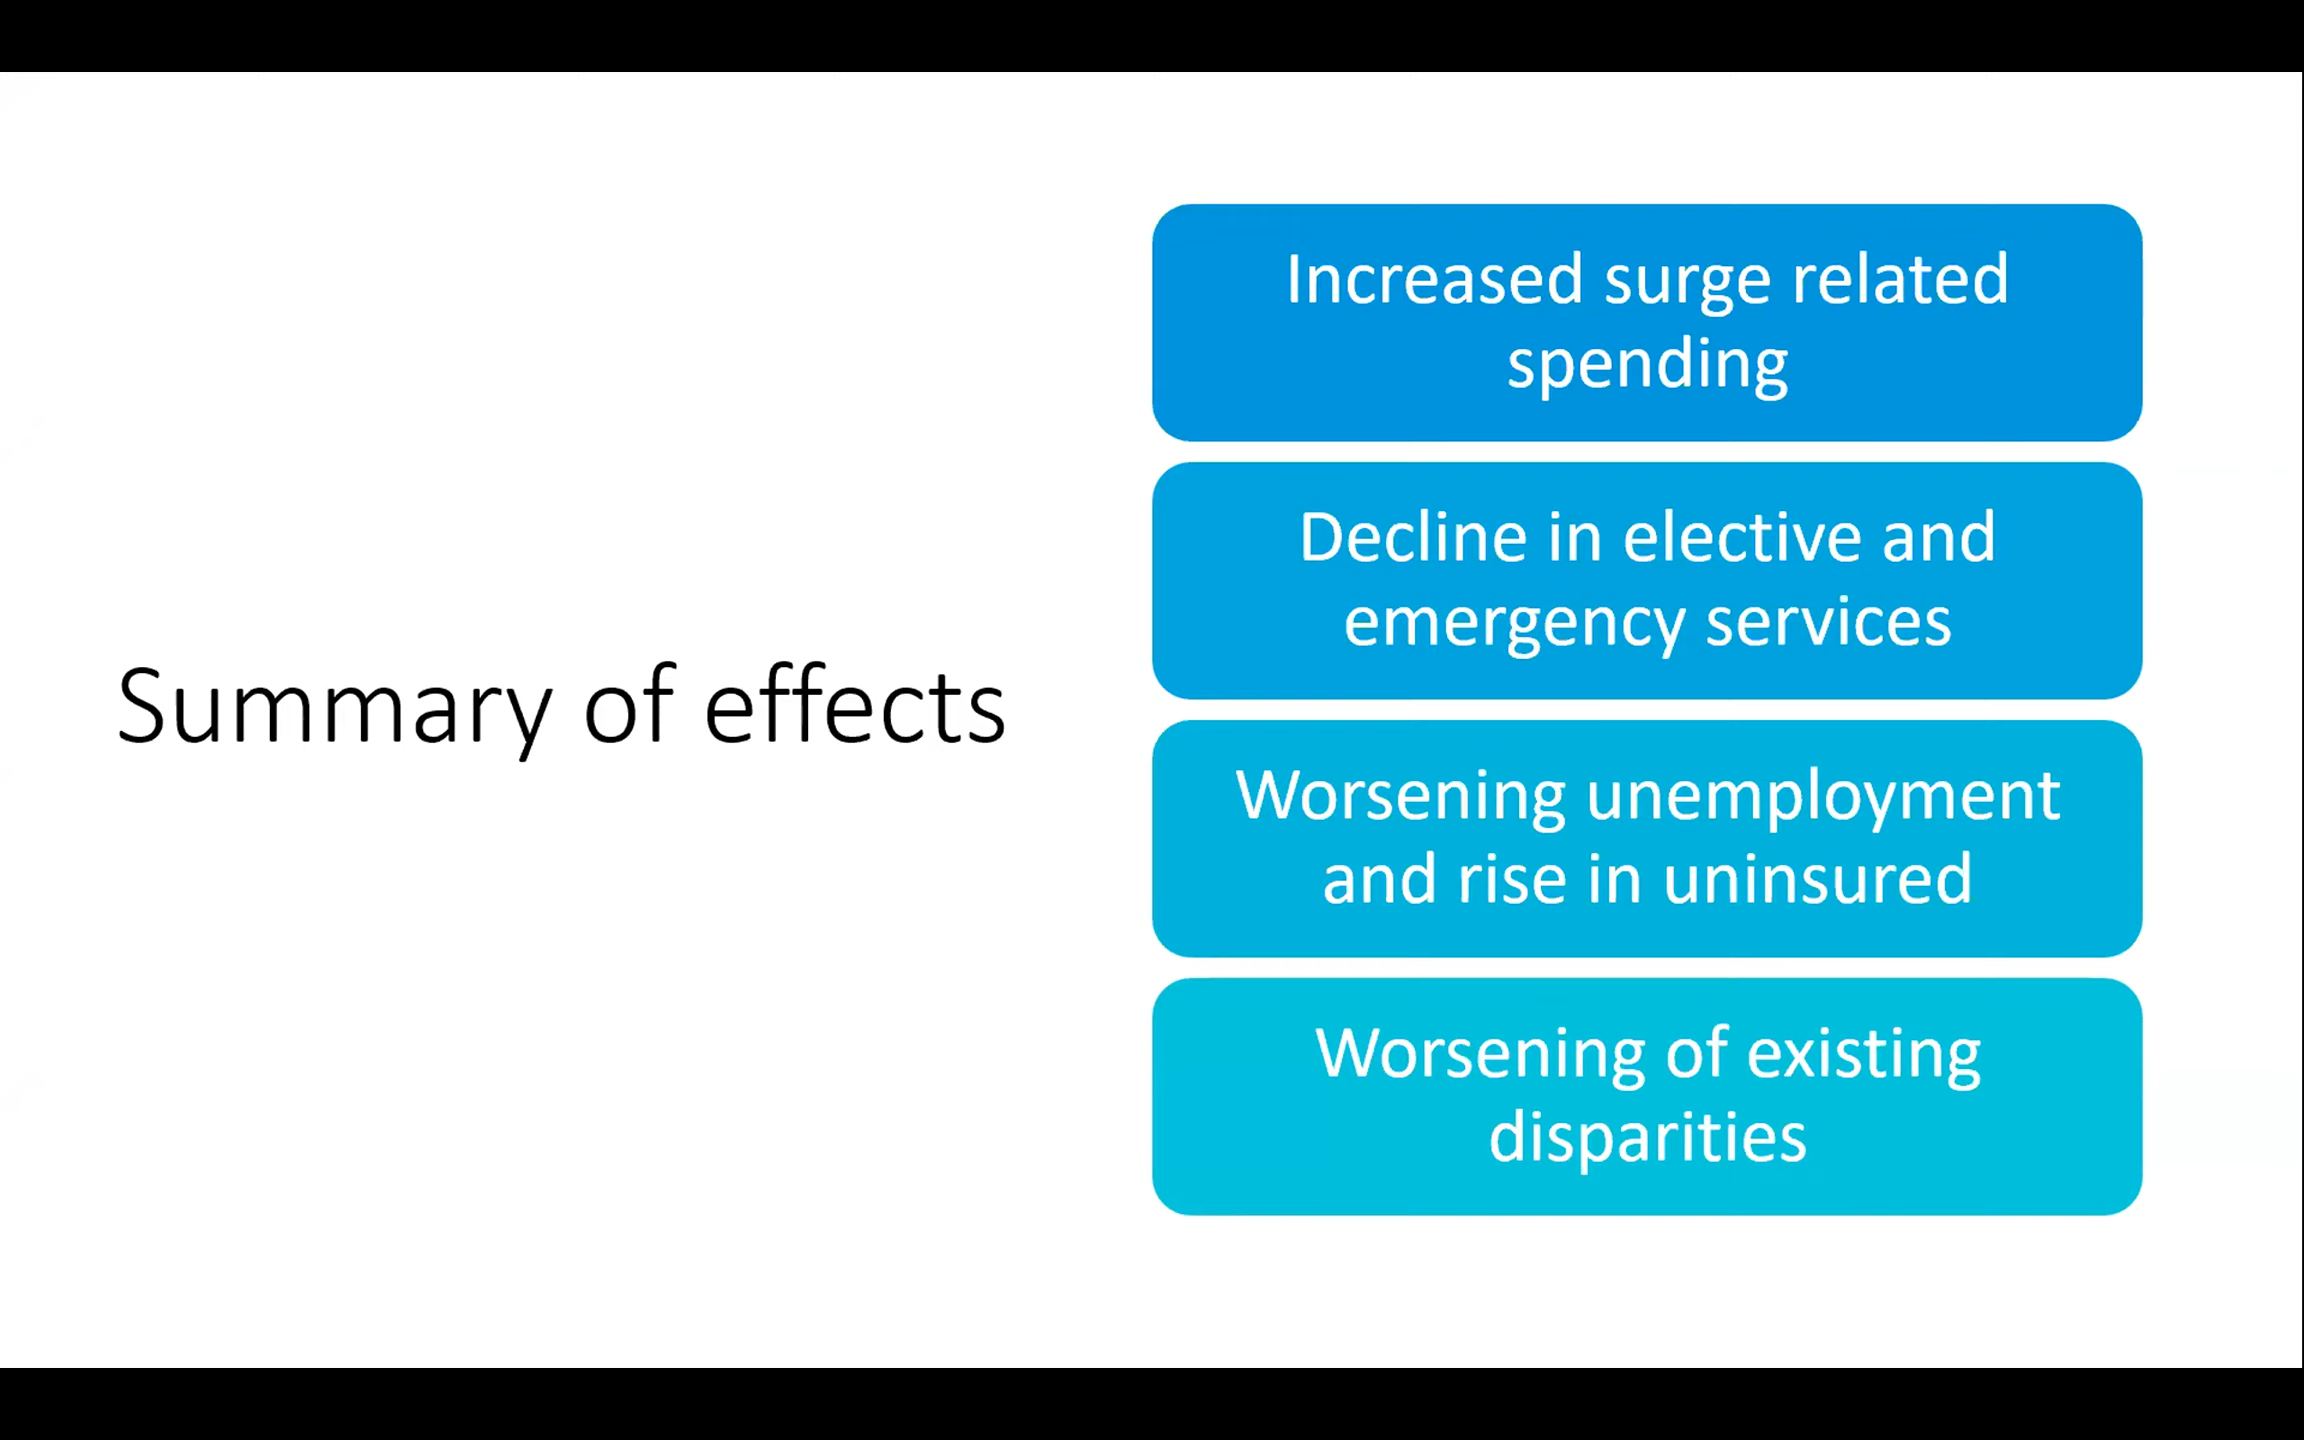 Summary of effects
Increased surge related
spending
Decline in elective and
emergency services
Worsening unemployment
and rise in uninsured
Worsening of existing
disparities